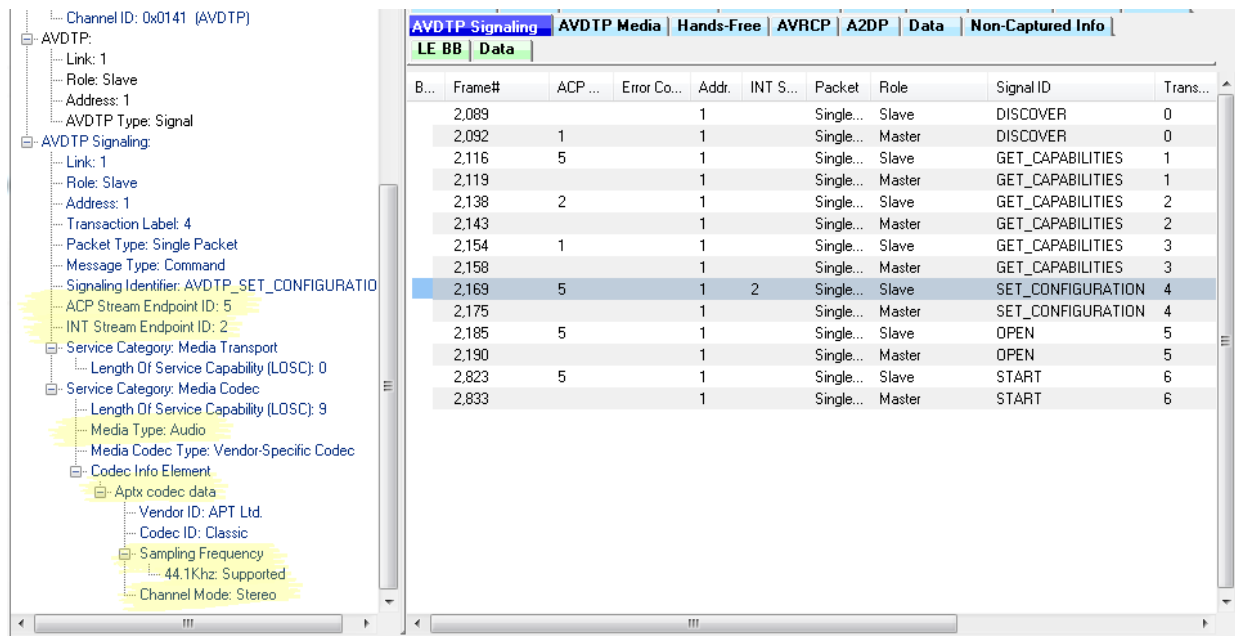 Channel ID: 0x0141 (AVDTP)
AVDTP:
Link: 1
Role: Slave
Address: 1
AVDTP Type: Signal
AVDTP Signaling:
Link: 1
Role: Slave
Address: 1
Transaction Label: 4
Packet Type: Single Packet
Message Type: Command
Signaling Identifier: AVDTP_SET_CONFIGURATIO
ACP Stream Endpoint ID: 5
INT Stream Endpoint ID: 2
Service Category: Media Transport
Length Of Service Capability (LOSC): 0
Service Category: Media Codec
Length Of Service Capability (LOSC): 9
Media Type: Audio
Media Codec Type: Vendor-Specific Codec
Codec Info Element
Aptx codec data
Vendor ID: APT Ltd.
Codec ID: Classic
Sampling Frequency
44.1Khz: Supported
Channel Mode: Stereo
AVDTP Signaling AVDTP Media Hands-Free AVRCP A2DP Data Non-Captured Info
LE BB Data
B... Frame# ACP ... Error Co... Addr. INT S... Packet Role Signal ID Trans...
2,089 1 Single... Slave DISCOVER 0
2,092 1 1 Single... Master DISCOVER 0
2,116 5 1 Single... Slave GET_CAPABILITIES 1
2,119 1 Single... Master GET_CAPABILITIES 1
2,138 2 1 Single... Slave GET_CAPABILITIES 2
2,143 1 Single... Master GET_CAPABILITIES 2
2,154 1 1 Single... Slave GET_CAPABILITIES 3
2,158 1 Single... Master GET_CAPABILITIES 3
2,169 5 1 2 Single... Slave SET_CONFIGURATION 4
2,175 1 Single... Master SET_CONFIGURATION 4
2,185 5 1 Single... Slave OPEN 5
2,190 1 Single... Master OPEN 5
2,823 5 1 Single... Slave START 6
2,833 1 Single... Master START 6